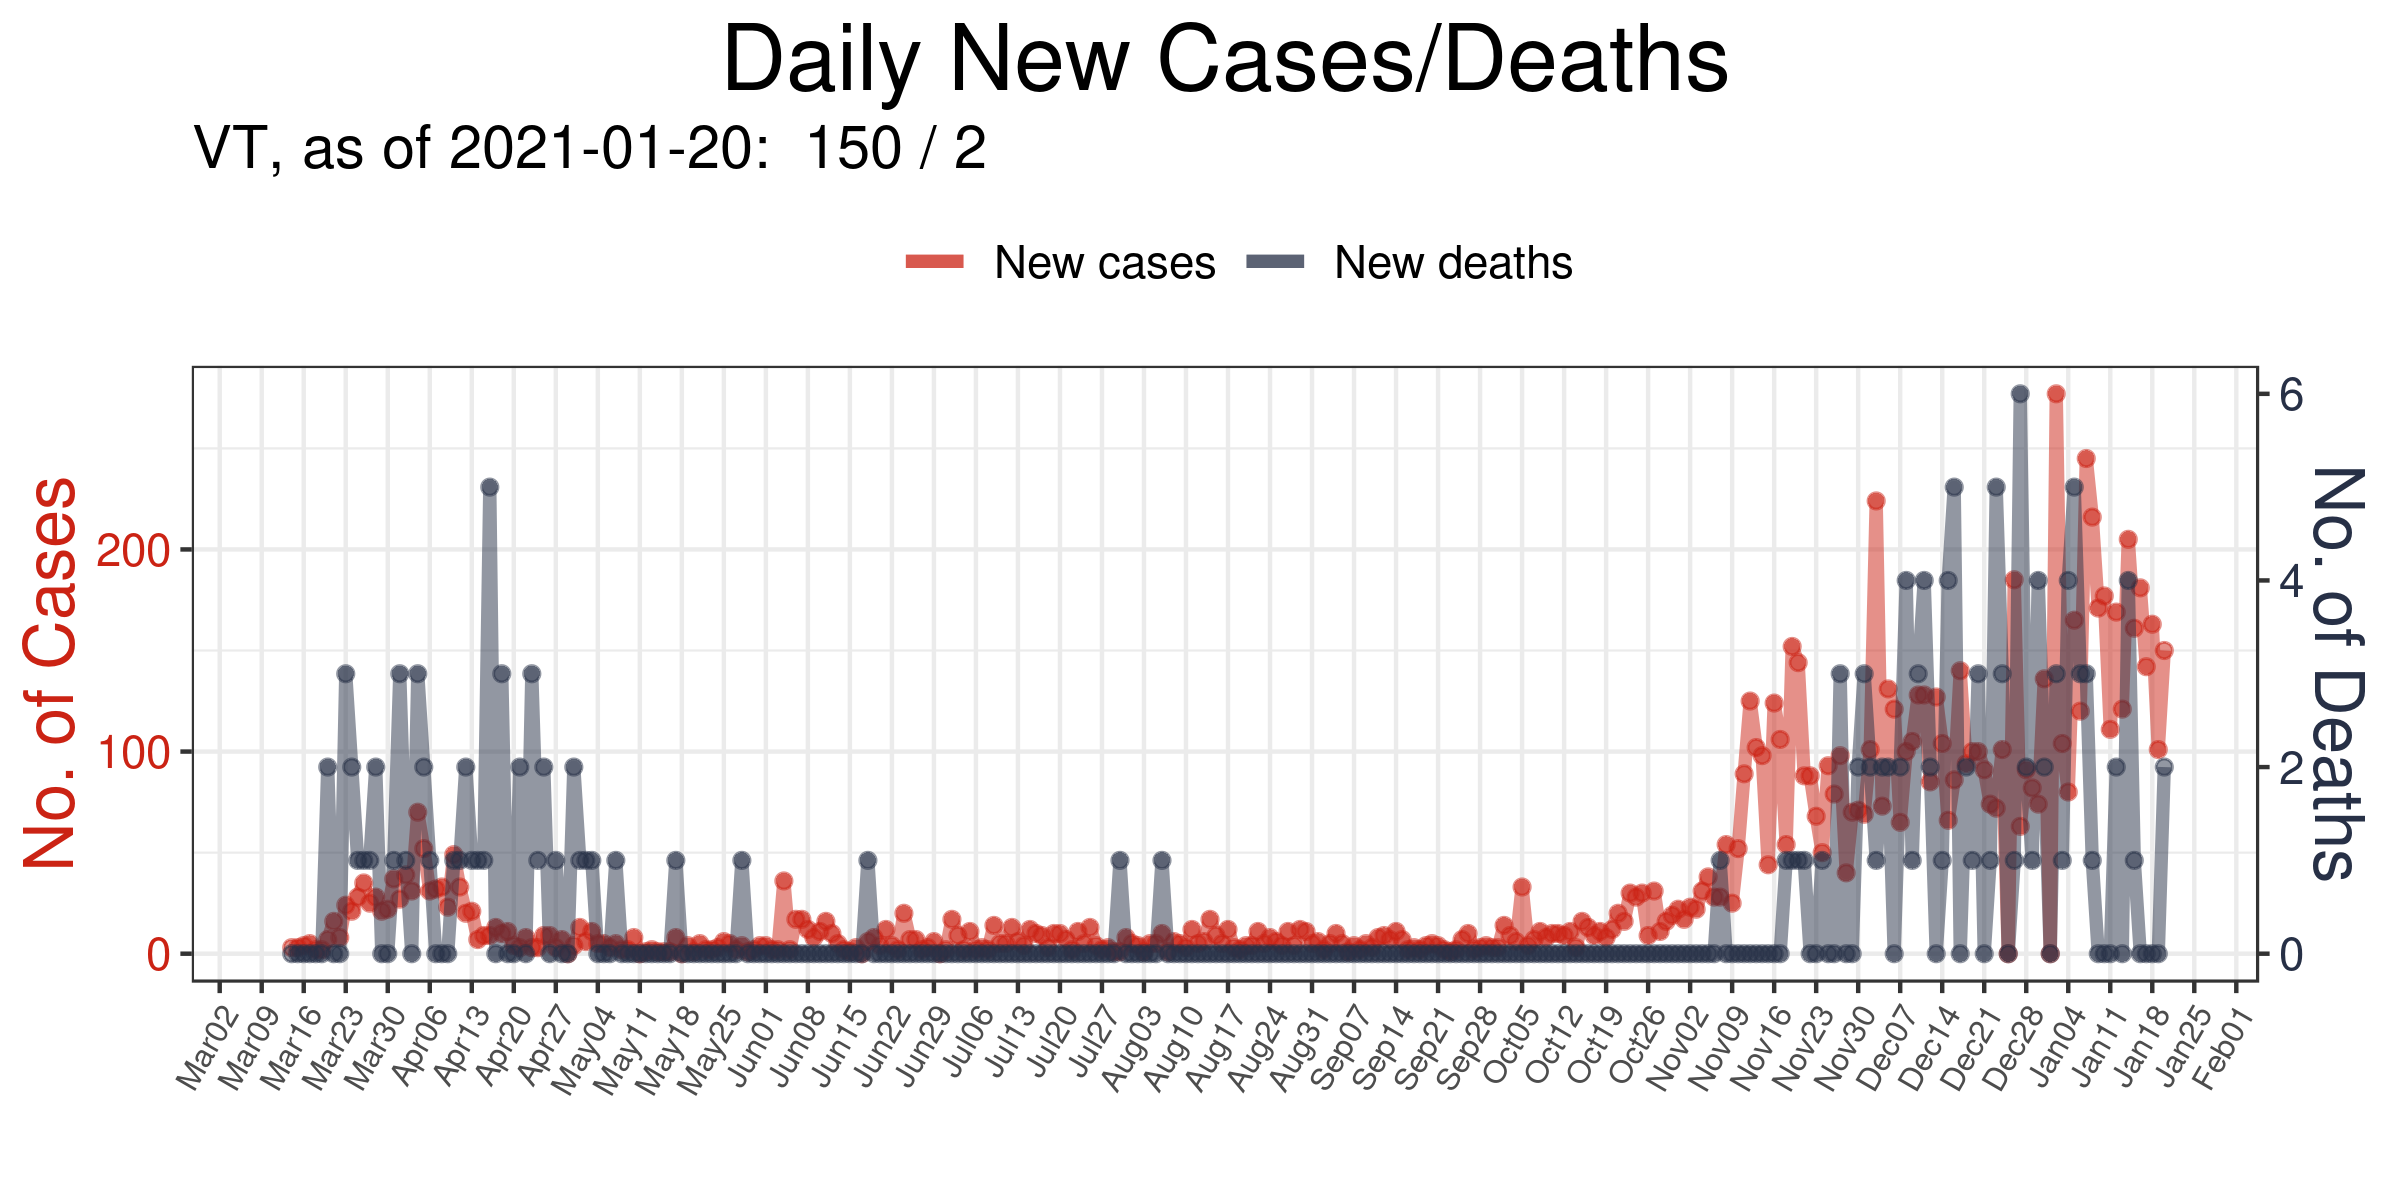 Daily New Cases/Deaths
VT, as of 2021-01-20:  150 / 2
New cases
New deaths
No. of Cases
200
100
0
6
4
2
0
No. of Deaths
Mar02
Mar09
Mar16
Mar23
Mar30
Apr06
Apr13
Apr20
Apr27
May04
May11
May18
May25
Jun01
Jun08
Jun15
Jun22
Jun29
Jul06
Jul13
Jul20
Jul27
Aug03
Aug10
Aug17
Aug24
Aug31
Sep07
Sep14
Sep21
Sep28
Oct05
Oct12
Oct19
Oct26
Nov02
Nov09
Nov16
Nov23
Nov30
Dec07
Dec14
Dec21
Dec28
Jan04
Jan11
Jan18
Jan25
Feb01